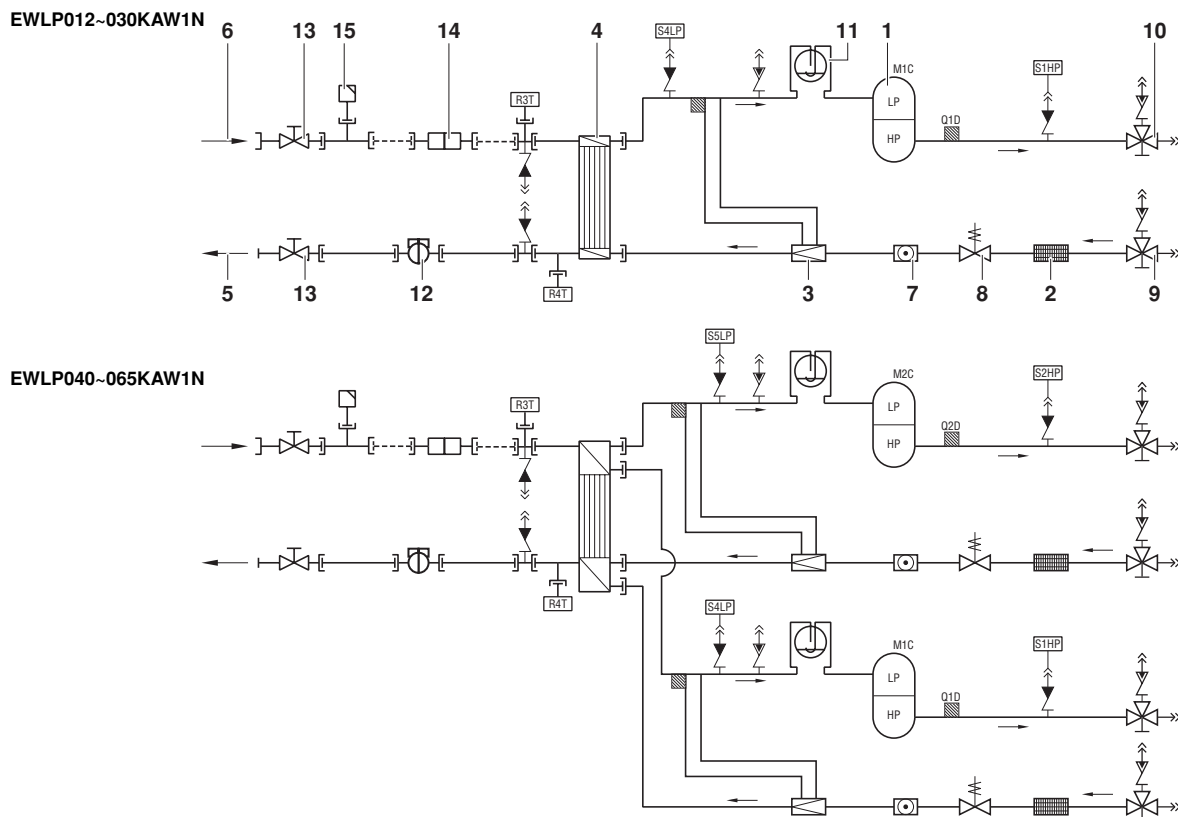 EWLP012~030KAW1N
6 13 15 14 4 11 1 10
S4LP
M1C
S1HP
R3T
LP
Q1D
HP
5 13 12 3 7 8 2 9
R4T
EWLP040~065KAW1N
S5LP
M2C
S2HP
R3T
LP
Q2D
HP
R4T
S4LP
M1C
S1HP
LP
Q1D
HP